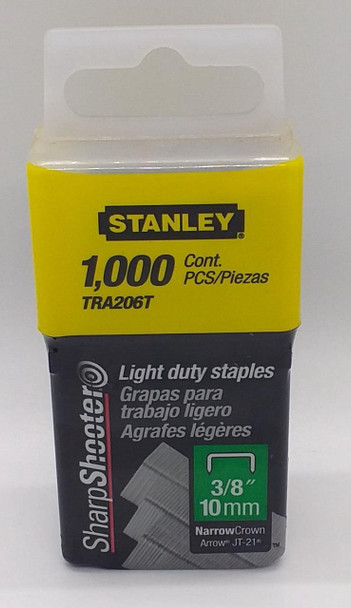 STANLEY®
1,000 Cont. PCS/Piezas
TRA206T
SharpShooter
Light duty staples
Grapas para
trabajo ligero
Agrafes légères
3/8"
10mm
NarrowCrown
Arrow® JT-21®
™